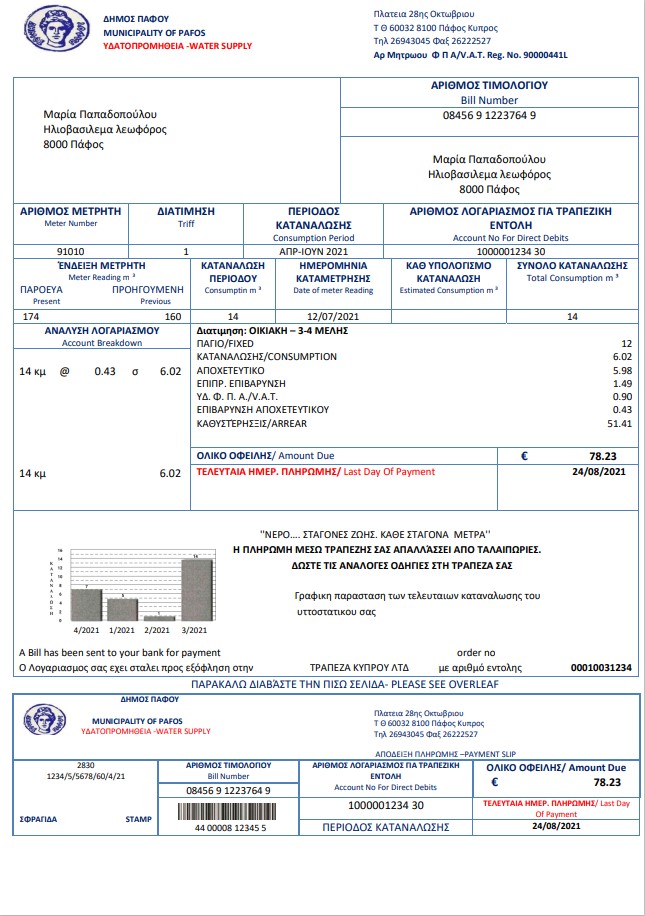 ΔΗΜΟΣ ΠΑΦΟΥ
MUNICIPALITY OF PAFOS
ΥΔΑΤΟΠΡΟΜΗΘΕΙΑ -WATER SUPPLY
Πλατεια 28ης Οκτωβριου
Τ Θ 60032 8100 Πάφος Κυπρος
Τηλ 26943045 Φαξ 26222527
Αρ Μητρωου Φ Π Α/V.A.T. Reg. No. 90000441L
Μαρία Παπαδοπούλου
Ηλιοβασιλεμα λεωφόρος
8000 Πάφος
ΑΡΙΘΜΟΣ ΤΙΜΟΛΟΓΙΟΥ
Bill Number
08456 9 1223764 9
Μαρία Παπαδοπούλου
Ηλιοβασιλεμα λεωφόρος
8000 Πάφος
ΑΡΙΘΜΟΣ ΜΕΤΡΗΤΗ
Meter Number
91010
ΔΙΑΤΙΜΗΣΗ
Triff
1
ΠΕΡΙΟΔΟΣ
ΚΑΤΑΝΑΛΩΣΗΣ
Consumption Period
ΑΠΡ-ΙΟΥΝ 2021
ΑΡΙΘΜΟΣ ΛΟΓΑΡΙΑΣΜΟΣ ΓΙΑ ΤΡΑΠΕΖΙΚΗ
ΕΝΤΟΛΗ
Account No For Direct Debits
1000001234 30
ΈΝΔΕΙΞΗ ΜΕΤΡΗΤΗ
Meter Reading m ³
ΠΑΡΟΕΥΑ ΠΡΟΗΓΟΥΜΕΝΗ
Present Previous
174 160
ΚΑΤΑΝΑΛΩΣΗ
ΠΕΡΙΟΔΟΥ
Consumptin m ³
14
ΗΜΕΡΟΜΗΝΙΑ
ΚΑΤΑΜΕΤΡΗΣΗΣ
Date of meter Reading
12/07/2021
ΚΑΘ ΥΠΟΛΟΓΙΣΜΟ
ΚΑΤΑΝΑΛΩΣΗ
Estimated Consumption m ³
ΣΥΝΟΛΟ ΚΑΤΑΝΑΛΩΣΗΣ
Total Consumption m ³
14
ΑΝΑΛΥΣΗ ΛΟΓΑΡΙΑΣΜΟΥ
Account Breakdown
14 κμ @ 0.43 σ 6.02
14 κμ 6.02
Διατιμηση: ΟΙΚΙΑΚΗ – 3-4 ΜΕΛΗΣ
ΠΑΓΙΟ/FIXED 12
ΚΑΤΑΝΑΛΩΣΗΣ/CONSUMPTION 6.02
ΑΠΟΧΕΤΕΥΤΙΚΟ 5.98
ΕΠΙΠΡ. ΕΠΙΒΑΡΥΝΣΗ 1.49
ΥΔ. Φ. Π. Α./V.A.T. 0.90
ΕΠΙΒΑΡΥΝΣΗ ΑΠΟΧΕΤΕΥΤΙΚΟΥ 0.43
ΚΑΘΥΣΤΈΡΗΣΞΙΣ/ARREAR 51.41
ΟΛΙΚΟ ΟΦΕΙΛΗΣ/ Amount Due € 78.23
ΤΕΛΕΥΤΑΙΑ ΗΜΕΡ. ΠΛΗΡΩΜΗΣ/ Last Day Of Payment 24/08/2021
''ΝΕΡΟ.... ΣΤΑΓΟΝΕΣ ΖΩΗΣ. ΚΑΘΕ ΣΤΑΓΟΝΑ ΜΕΤΡΑ''
Η ΠΛΗΡΩΜΗ ΜΕΣΩ ΤΡΑΠΕΖΗΣ ΣΑΣ ΑΠΑΛΛΆΣΣΕΙ ΑΠΟ ΤΑΛΑΙΠΩΡΙΕΣ.
ΔΩΣΤΕ ΤΙΣ ΑΝΑΛΟΓΕΣ ΟΔΗΓΙΕΣ ΣΤΗ ΤΡΑΠΕΖΑ ΣΑΣ
Γραφικη παρασταση των τελευταιων καταναλωσης του
υττοστατικου σας
ΚΑΤΑΝΑΛΩΣΗ
16
14
12
10
8
6
4
2
0
7
5
1
14
4/2021 1/2021 2/2021 3/2021
A Bill has been sent to your bank for payment order no
Ο Λογαριασμος σας εχει σταλει προς εξόφληση στην ΤΡΑΠΕΖΑ ΚΥΠΡΟΥ ΛΤΔ με αριθμό εντολης 00010031234
ΠΑΡΑΚΑΛΩ ΔΙΑΒΆΣΤΕ ΤΗΝ ΠΙΣΩ ΣΕΛΙΔΑ- PLEASE SEE OVERLEAF
ΔΗΜΟΣ ΠΑΦΟΥ
MUNICIPALITY OF PAFOS
ΥΔΑΤΟΠΡΟΜΗΘΕΙΑ -WATER SUPPLY
Πλατεια 28ης Οκτωβριου
Τ Θ 60032 8100 Πάφος Κυπρος
Τηλ 26943045 Φαξ 26222527
ΑΠΟΔΕΙΞΗ ΠΛΗΡΟΜΗΣ –PAYMENT SLIP
2830
1234/5/5678/60/4/21
ΣΦΡΑΓΙΔΑ STAMP
ΑΡΙΘΜΟΣ ΤΙΜΟΛΟΠΟΥ
Bill Number
08456 9 1223764 9
44 00008 12345 5
ΑΡΙΘΜΟΣ ΛΟΓΑΡΙΑΣΜΟΣ ΓΙΑ ΤΡΑΠΕΖΙΚΗ
ΕΝΤΟΛΗ
Account No For Direct Debits
1000001234 30
ΠΕΡΙΟΔΟΣ ΚΑΤΑΝΑΛΩΣΗΣ
ΟΛΙΚΟ ΟΦΕΙΛΗΣ/ Amount Due
€ 78.23
ΤΕΛΕΥΤΑΙΑ ΗΜΕΡ. ΠΛΗΡΩΜΗΣ/ Last Day
Of Payment
24/08/2021